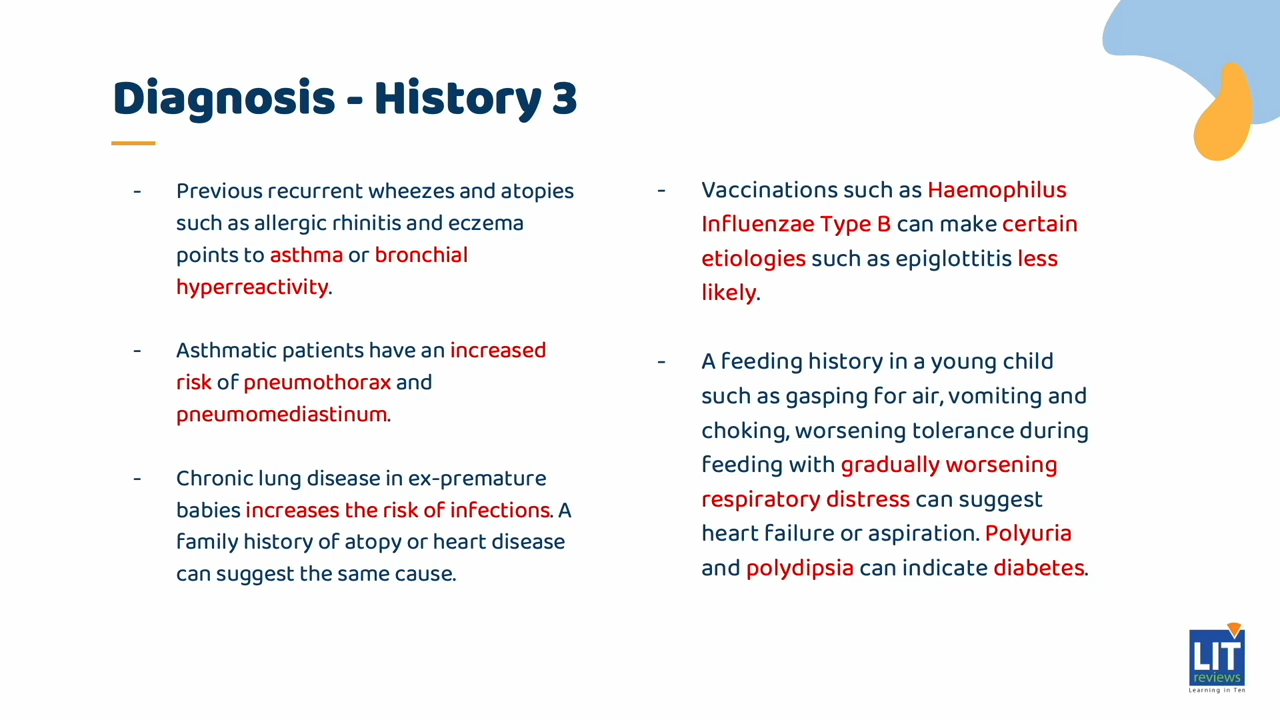 Diagnosis - History 3
- Previous recurrent wheezes and atopies
such as allergic rhinitis and eczema
points to asthma or bronchial
hyperreactivity.
- Asthmatic patients have an increased
risk of pneumothorax and
pneumomediastinum.
- Chronic lung disease in ex-premature
babies increases the risk of infections. A
family history of atopy or heart disease
can suggest the same cause.
- Vaccinations such as Haemophilus
Influenzae Type B can make certain
etiologies such as epiglottitis less
likely.
- A feeding history in a young child
such as gasping for air, vomiting and
choking, worsening tolerance during
feeding with gradually worsening
respiratory distress can suggest
heart failure or aspiration. Polyuria
and polydipsia can indicate diabetes.
LIT
reviews
Learning in Ten